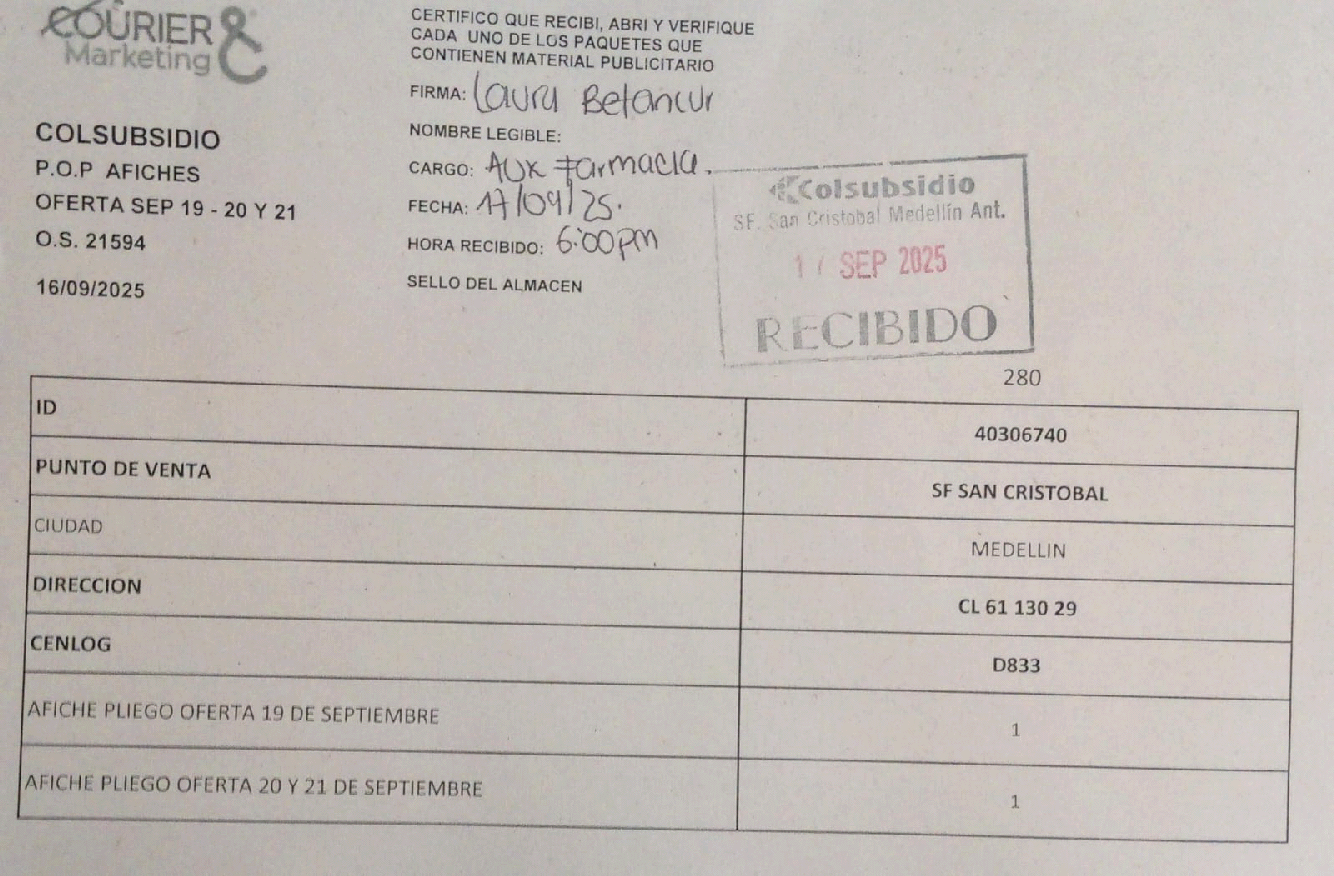 COURIER &
Marketing
COLSUBSIDIO
P.O.P AFICHES
OFERTA SEP 19 - 20 Y 21
O.S. 21594
16/09/2025
CERTIFICO QUE RECIBI, ABRI Y VERIFIQUE
CADA UNO DE LOS PAQUETES QUE
CONTIENEN MATERIAL PUBLICITARIO
FIRMA: Laura Betancur
NOMBRE LEGIBLE:
CARGO: Aux Farmacia.
FECHA: 17/09/25.
HORA RECIBIDO: 6:00pm
SELLO DEL ALMACEN
Colsubsidio
SF. San Cristobal Medellín Ant.
17 SEP 2025
RECIBIDO
280
ID 40306740
PUNTO DE VENTA SF SAN CRISTOBAL
CIUDAD MEDELLIN
DIRECCION CL 61 130 29
CENLOG D833
AFICHE PLIEGO OFERTA 19 DE SEPTIEMBRE 1
AFICHE PLIEGO OFERTA 20 Y 21 DE SEPTIEMBRE 1